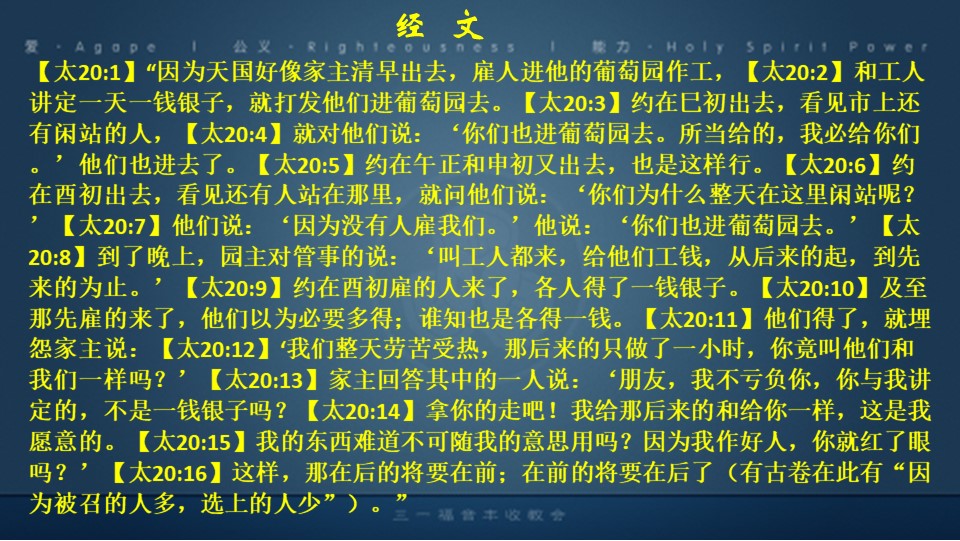 经 文
爱 · Agape | 公义 · Righteousness | 能力 · Holy Spirit Power
【太20:1】“因为天国好像家主清早出去，雇人进他的葡萄园作工，【太20:2】和工人
讲定一天一钱银子，就打发他们进葡萄园去。【太20:3】约在巳初出去，看见市上还
有闲站的人，【太20:4】就对他们说：‘你们也进葡萄园去。所当给的，我必给你们
。’他们也进去了。【太20:5】约在午正和申初又出去，也是这样行。【太20:6】约
在酉初出去，看见还有人站在那里，就问他们说：‘你们为什么整天在这里闲站呢？
’【太20:7】他们说：‘因为没有人雇我们。’他说：‘你们也进葡萄园去。’【太
20:8】到了晚上，园主对管事的说：‘叫工人都来，给他们工钱，从后来的起，到先
来的为止。’【太20:9】约在酉初雇的人来了，各人得了一钱银子。【太20:10】及至
那先雇的来了，他们以为必要多得；谁知也是各得一钱。【太20:11】他们得了，就埋
怨家主说：【太20:12】‘我们整天劳苦受热，那后来的只做了一小时，你竟叫他们和
我们一样吗？’【太20:13】家主回答其中的一人说：‘朋友，我不亏负你，你与我讲
定的，不是一钱银子吗？【太20:14】拿你的走吧！我给那后来的和给你一样，这是我
愿意的。【太20:15】我的东西难道不可随我的意思用吗？因为我作好人，你就红了眼
吗？’【太20:16】这样，那在后的将要在前；在前的将要在后了（有古卷在此有“因
为被召的人多，选上的人少”）。”
三一福音丰收教会